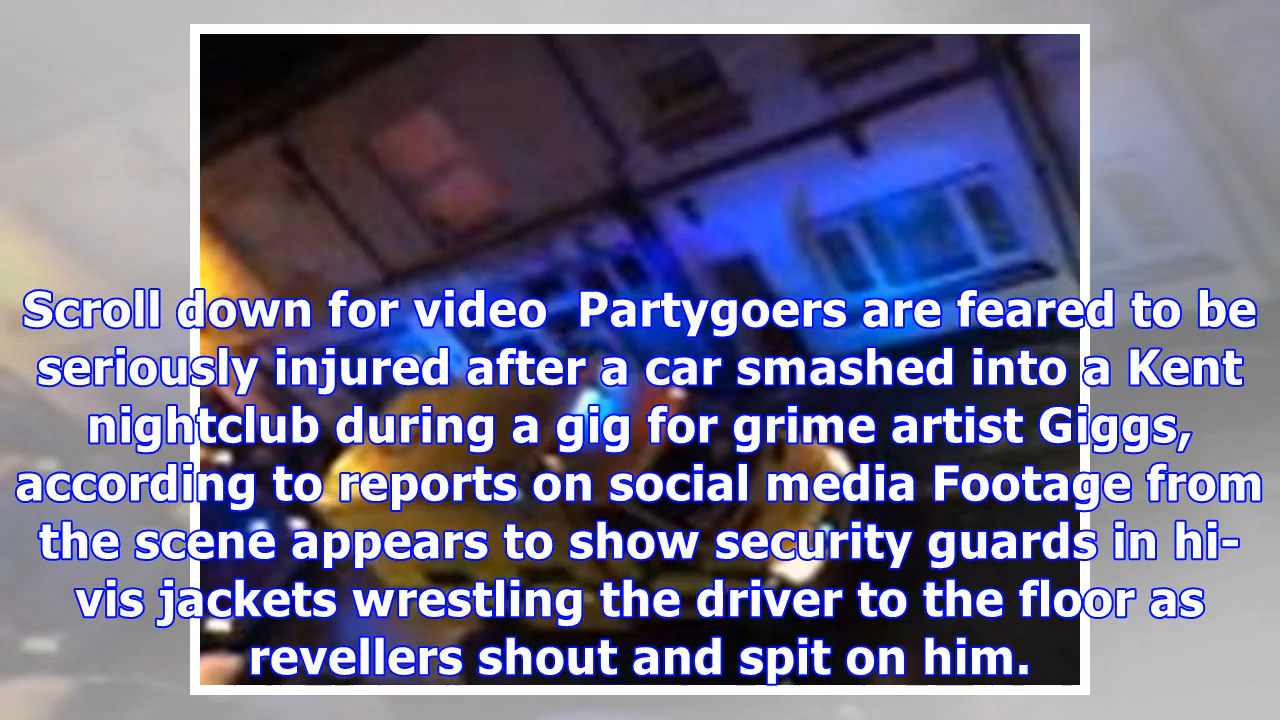 Scroll down for video  Partygoers are feared to be
seriously injured after a car smashed into a Kent
nightclub during a gig for grime artist Giggs,
according to reports on social media Footage from
the scene appears to show security guards in hi-
vis jackets wrestling the driver to the floor as
revellers shout and spit on him.